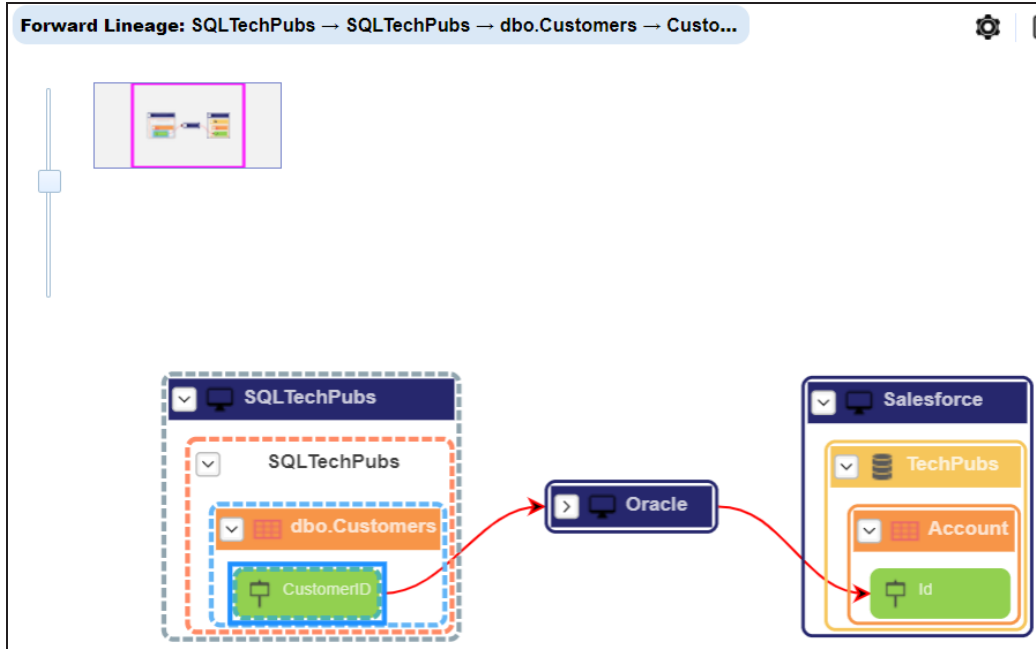 Forward Lineage: SQLTechPubs → SQLTechPubs → dbo.Customers → Custo...
SQLTechPubs
SQLTechPubs
dbo.Customers
CustomerID
Oracle
Salesforce
TechPubs
Account
Id